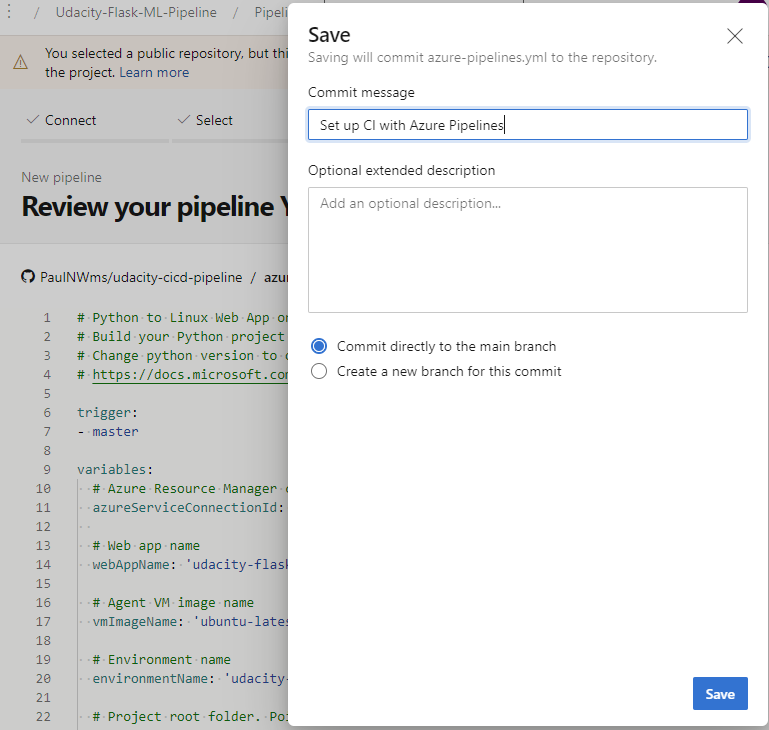 / Udacity-Flask-ML-Pipeline / Pipeli
You selected a public repository, but thi
the project. Learn more
Connect
Select
New pipeline
Review your pipeline Y
PaulNWms/udacity-cicd-pipeline / azur
1 # Python to Linux Web App on
2 # Build your Python project
3 # Change python version to
4 # https://docs.microsoft.com
5
6 trigger:
7 - master
8
9 variables:
10 # Azure Resource Manager
11 azureServiceConnectionId:
12
13 # Web app name
14 webAppName: 'udacity-flask
15
16 # Agent VM image name
17 vmImageName: 'ubuntu-lates
18
19 # Environment name
20 environmentName: 'udacity-
21
22 # Project root folder. Poi
Save
Saving will commit azure-pipelines.yml to the repository.
Commit message
Set up CI with Azure Pipelines
Optional extended description
Add an optional description...
Commit directly to the main branch
Create a new branch for this commit
Save